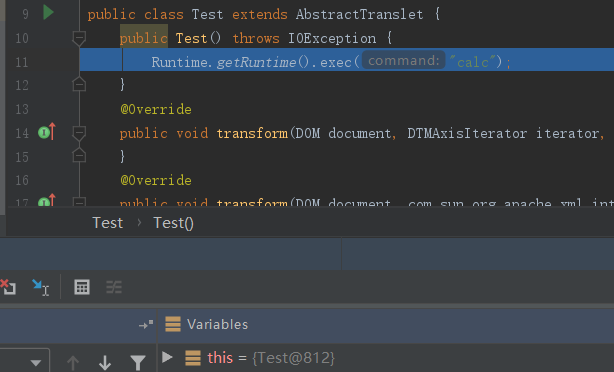 9 public class Test extends AbstractTranslet {
10 public Test() throws IOException {
11 Runtime.getRuntime().exec( command: "calc");
12 }
13 @Override
14 public void transform(DOM document, DTMAxisIterator iterator,
15 }
16 @Override
17 public void transform(DOM document, com.sun.org.apache.xml.int
Test › Test()
Variables
this = {Test@812}